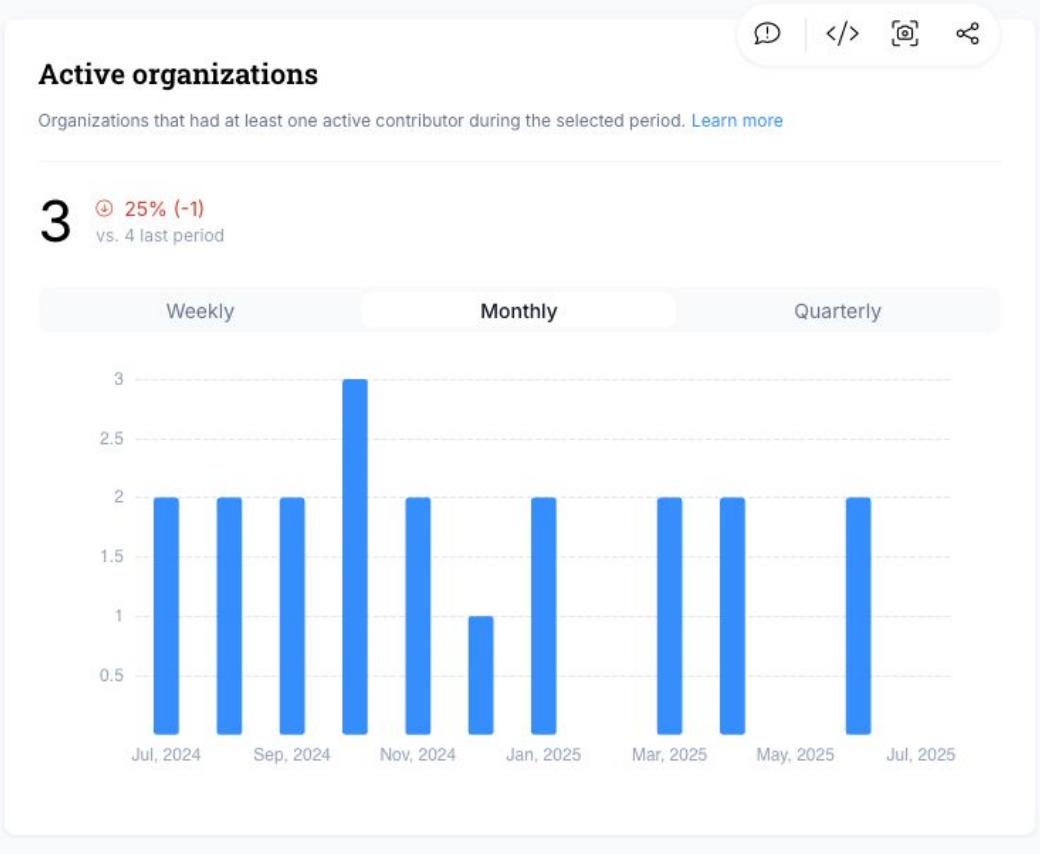 Active organizations
Organizations that had at least one active contributor during the selected period. Learn more
3
25% (-1)
vs. 4 last period
Weekly Monthly Quarterly
3
2.5
2
1.5
1
0.5
Jul, 2024 Sep, 2024 Nov, 2024 Jan, 2025 Mar, 2025 May, 2025 Jul, 2025